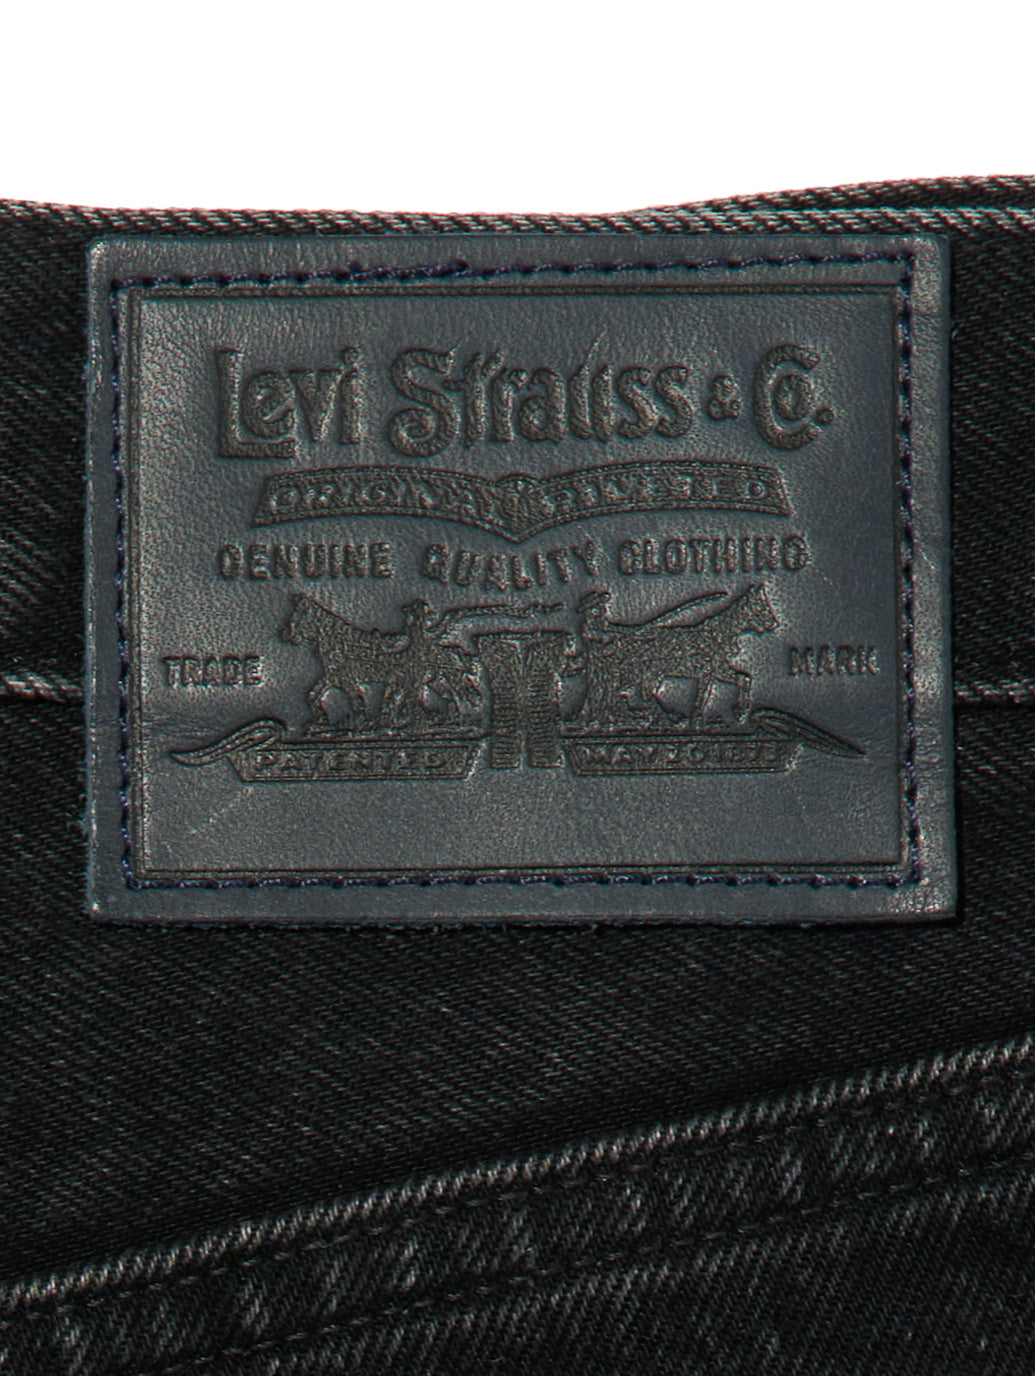 Levi Strauss & Co.
ORIGINAL RIVETED
GENUINE QUALITY CLOTHING
TRADE MARK
PATENTED MAY 20 1873